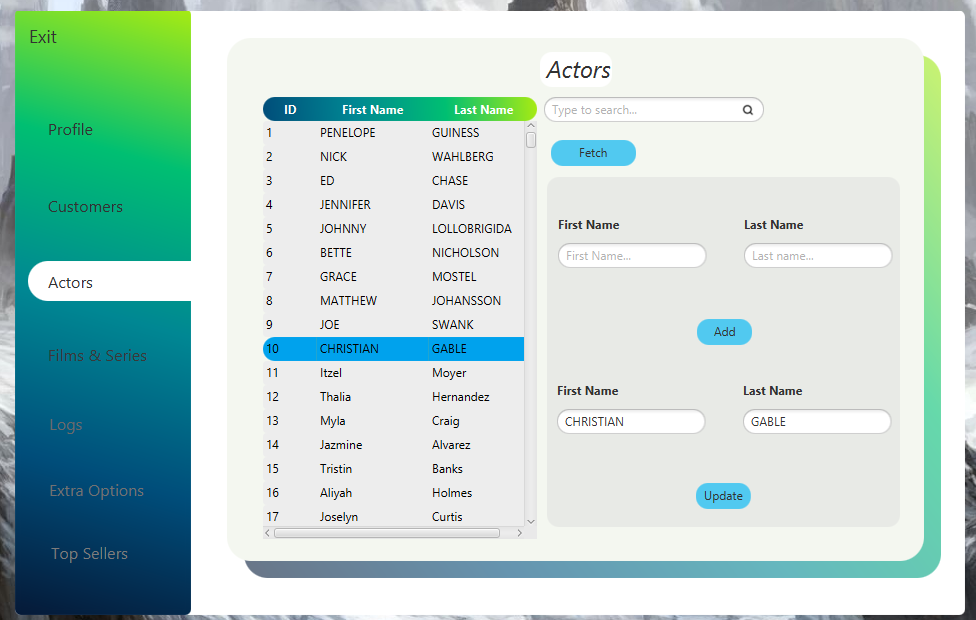 Exit
Profile
Customers
Actors
Films & Series
Logs
Extra Options
Top Sellers
Actors
ID First Name Last Name
1 PENELOPE GUINESS
2 NICK WAHLBERG
3 ED CHASE
4 JENNIFER DAVIS
5 JOHNNY LOLLOBRIGIDA
6 BETTE NICHOLSON
7 GRACE MOSTEL
8 MATTHEW JOHANSSON
9 JOE SWANK
10 CHRISTIAN GABLE
11 Itzel Moyer
12 Thalia Hernandez
13 Myla Craig
14 Jazmine Alvarez
15 Tristin Banks
16 Aliyah Holmes
17 Joselyn Curtis
Type to search...
Fetch
First Name Last Name
First Name... Last name...
Add
First Name Last Name
CHRISTIAN GABLE
Update